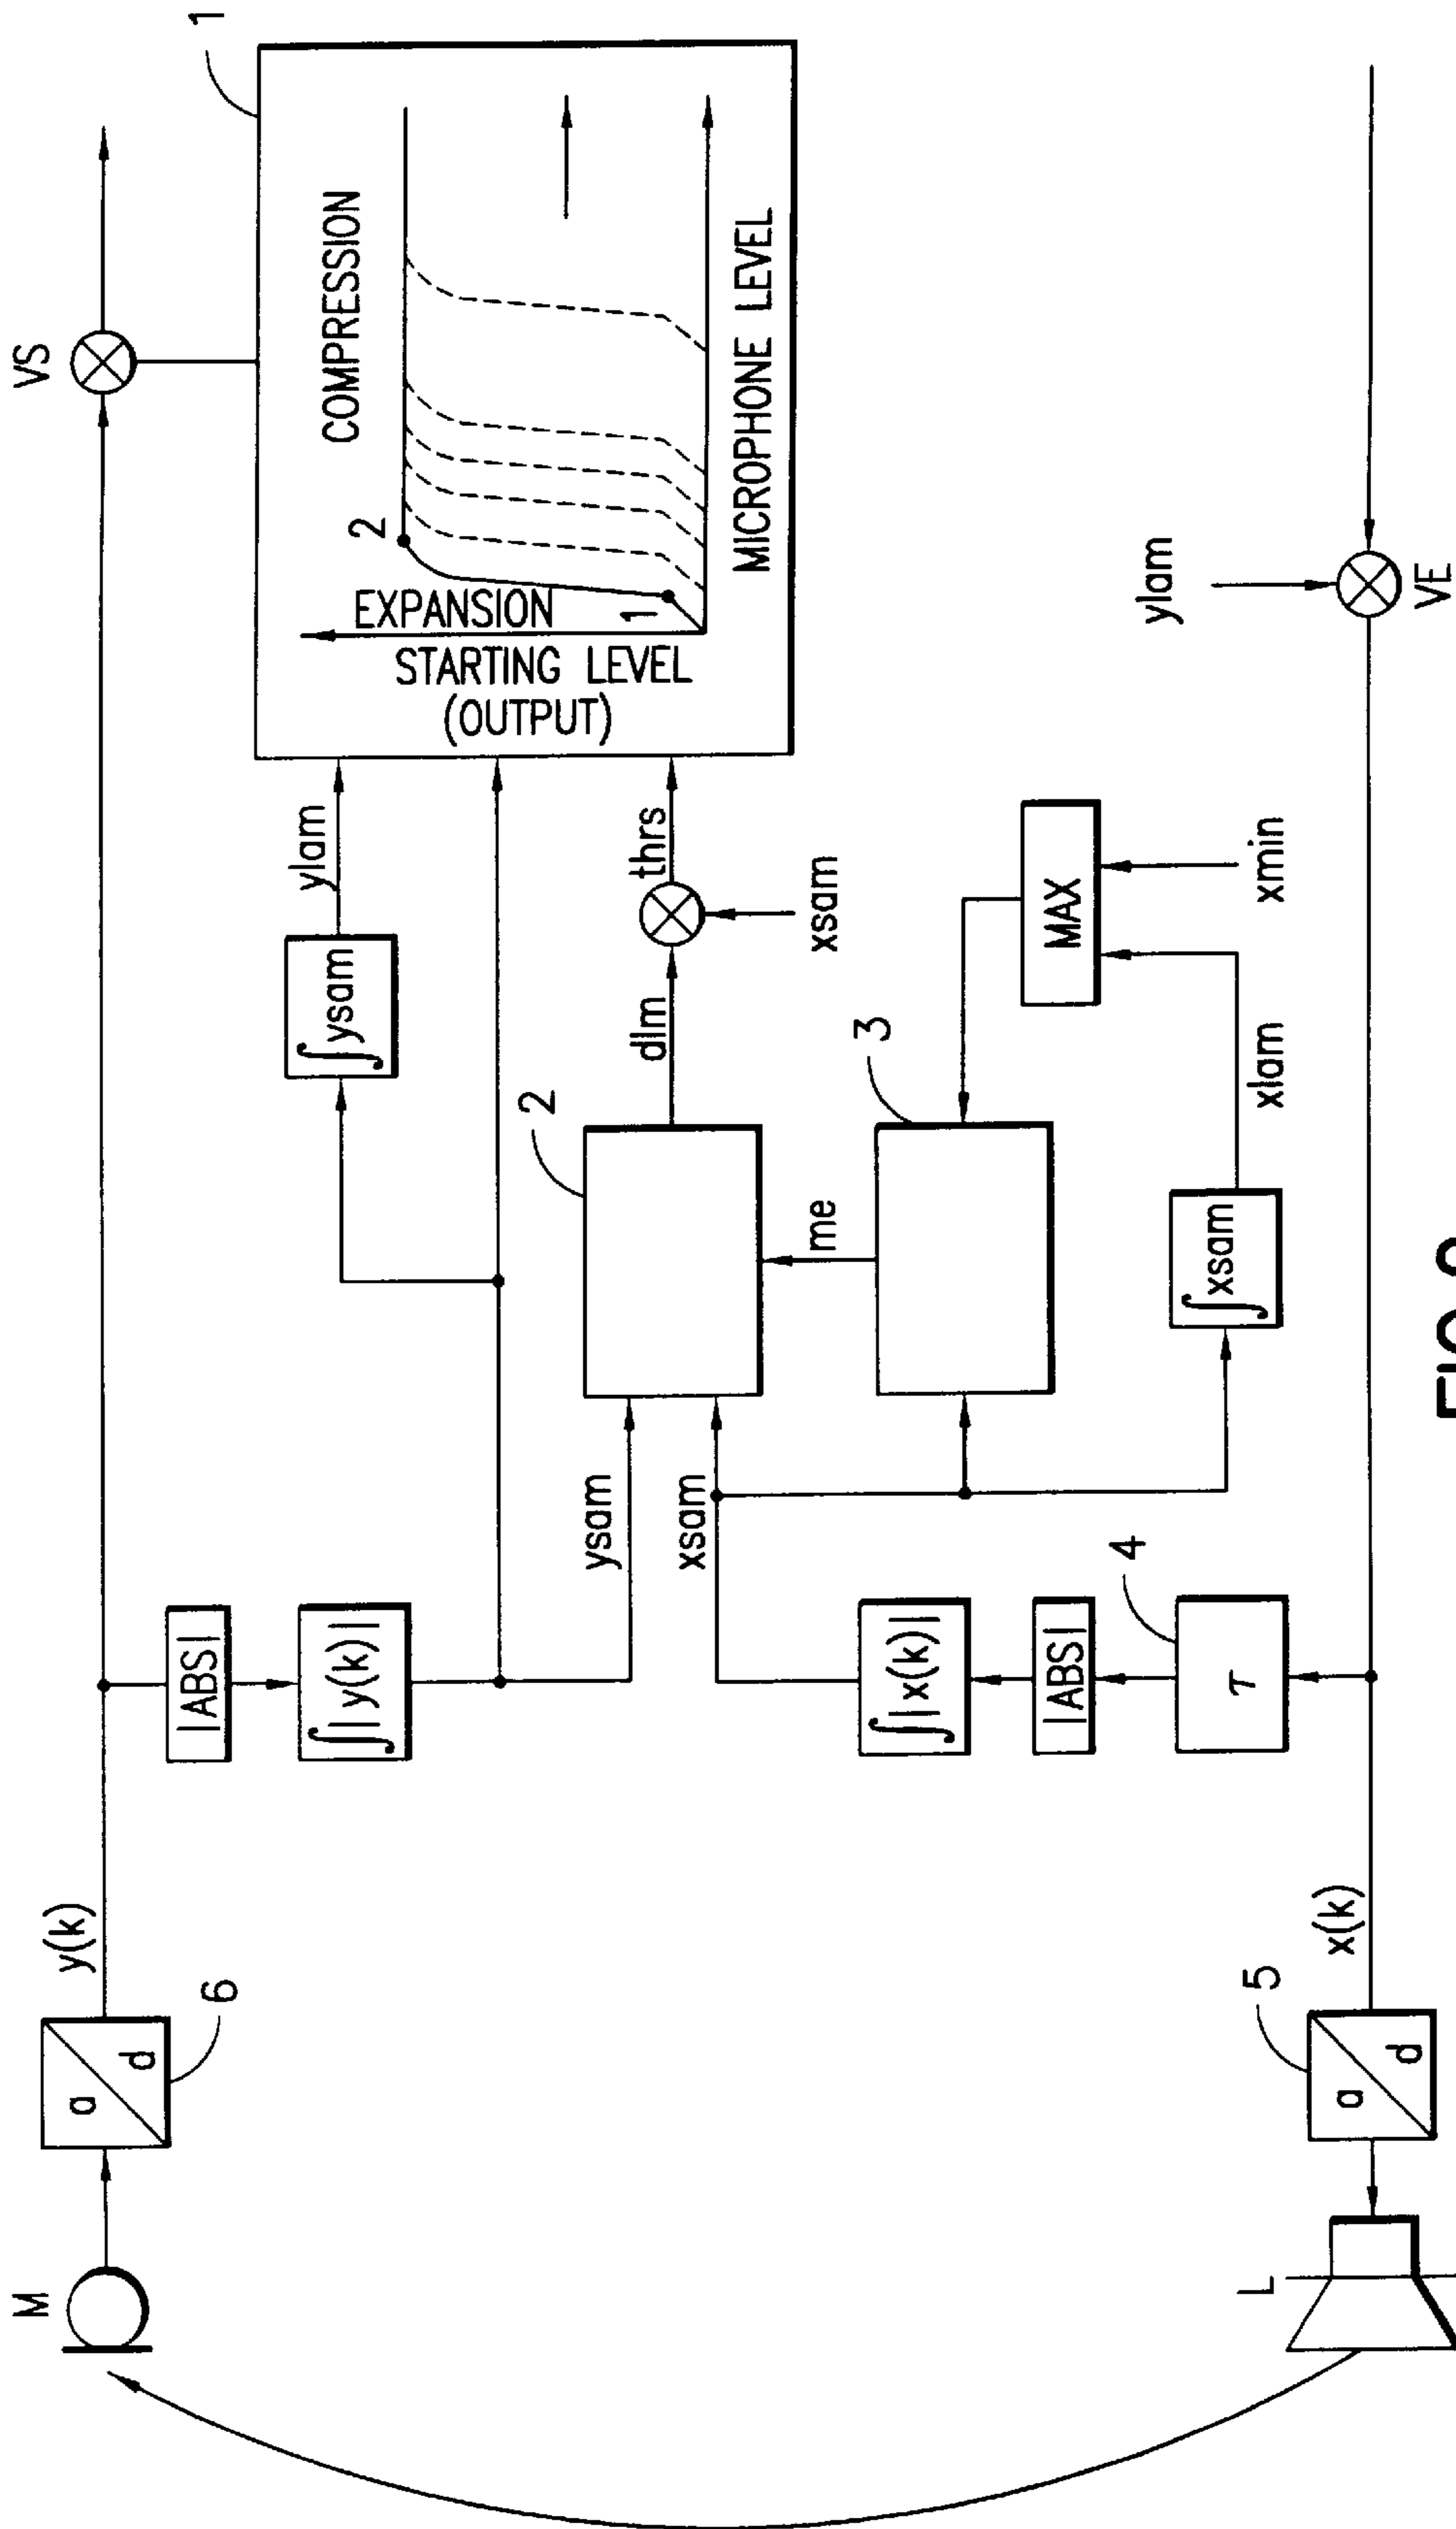 M
a
d
6
y(k)
|ABS|
∫|y(k)|
VS
1
∫ysam
ylam
COMPRESSION
2
EXPANSION
1
STARTING LEVEL
(OUTPUT)
MICROPHONE LEVEL
ysam
xsam
2
dlm
thrs
xsam
me
3
MAX
xmin
xlam
∫xsam
∫|x(k)|
|ABS|
4
τ
ylam
VE
L
a
d
5
x(k)